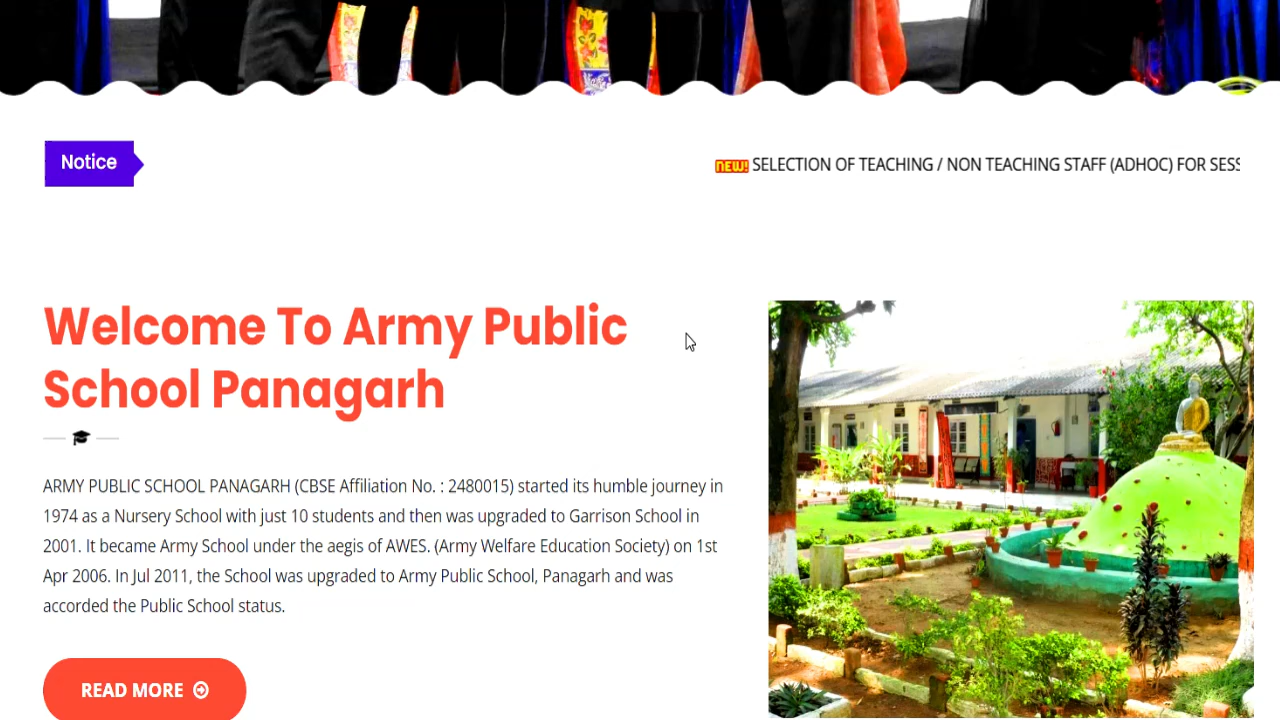 Notice
NEW! SELECTION OF TEACHING / NON TEACHING STAFF (ADHOC) FOR
Welcome To Army Public
School Panagarh
ARMY PUBLIC SCHOOL PANAGARH (CBSE Affiliation No. : 2480015) started its humble journey in
1974 as a Nursery School with just 10 students and then was upgraded to Garrison School in
2001. It became Army School under the aegis of AWES. (Army Welfare Education Society) on 1st
Apr 2006. In Jul 2011, the School was upgraded to Army Public School, Panagarh and was
accorded the Public School status.
READ MORE